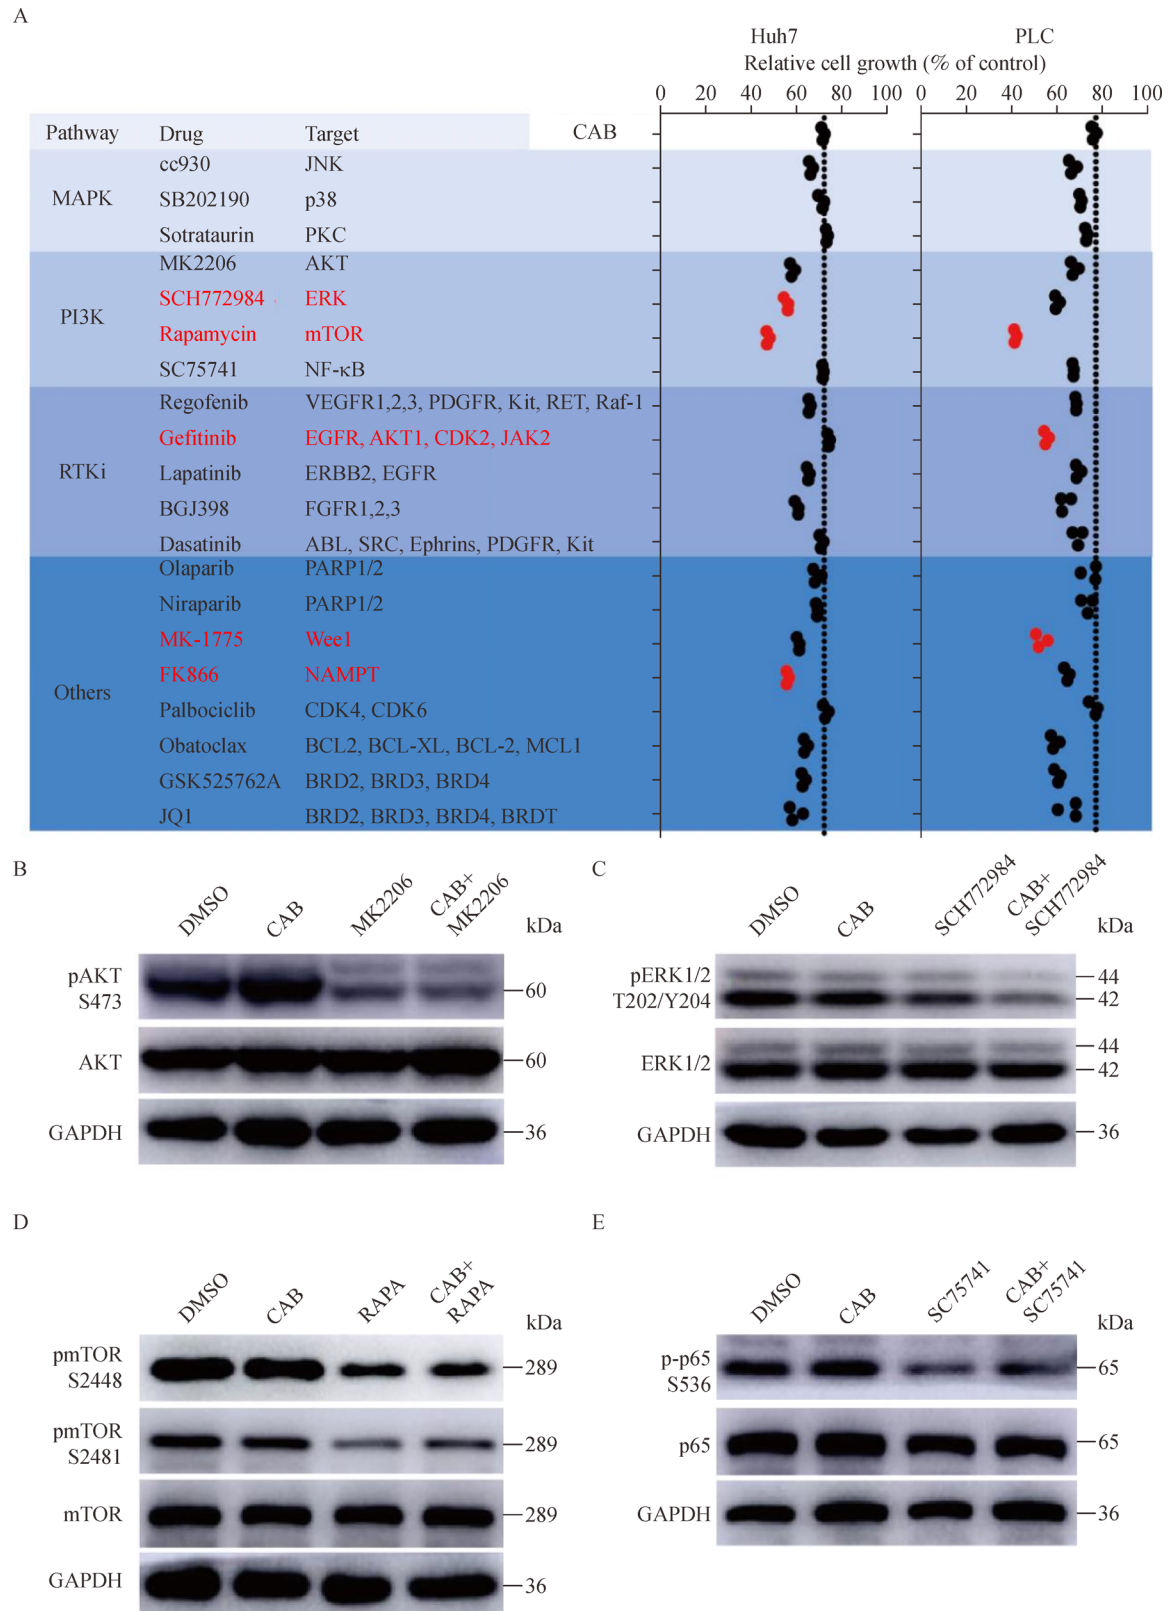 A
Huh7 PLC
Relative cell growth (% of control)
0 20 40 60 80 100 0 20 40 60 80 100
Pathway Drug Target CAB
cc930 JNK
MAPK SB202190 p38
Sotrataurin PKC
MK2206 AKT
SCH772984 ERK
PI3K
Rapamycin mTOR
SC75741 NF-κB
Regofenib VEGFR1,2,3, PDGFR, Kit, RET, Raf-1
Gefitinib EGFR, AKT1, CDK2, JAK2
RTKi Lapatinib ERBB2, EGFR
BGJ398 FGFR1,2,3
Dasatinib ABL, SRC, Ephrins, PDGFR, Kit
Olaparib PARP1/2
Niraparib PARP1/2
MK-1775 Wee1
FK866 NAMPT
Others
Palbociclib CDK4, CDK6
Obatoclax BCL2, BCL-XL, BCL-2, MCL1
GSK525762A BRD2, BRD3, BRD4
JQ1 BRD2, BRD3, BRD4, BRDT
B
DMSO CAB MK2206 CAB+ MK2206 kDa
pAKT
S473 60
AKT 60
GAPDH 36
C
DMSO CAB SCH772984 CAB+ SCH772984 kDa
pERK1/2 44
T202/Y204 42
44
ERK1/2 42
GAPDH 36
D
DMSO CAB RAPA CAB+ RAPA kDa
pmTOR
S2448 289
pmTOR
S2481 289
mTOR 289
GAPDH 36
E
DMSO CAB SC75741 CAB+ SC75741 kDa
p-p65
S536 65
p65 65
GAPDH 36